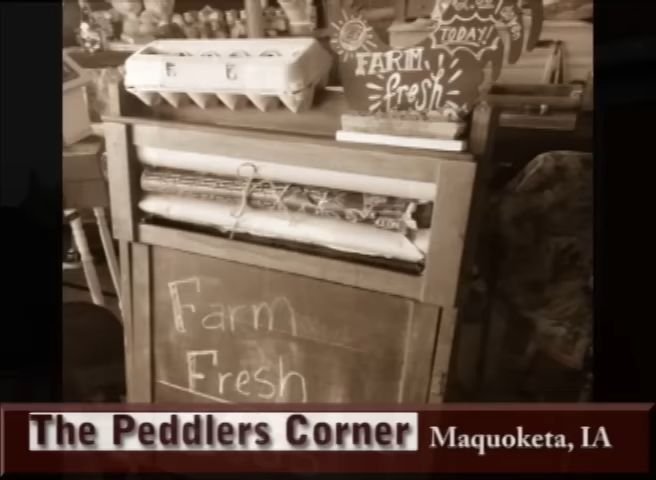 TODAY!
FARM
fresh
Farm
Fresh
The Peddlers Corner Maquoketa, IA